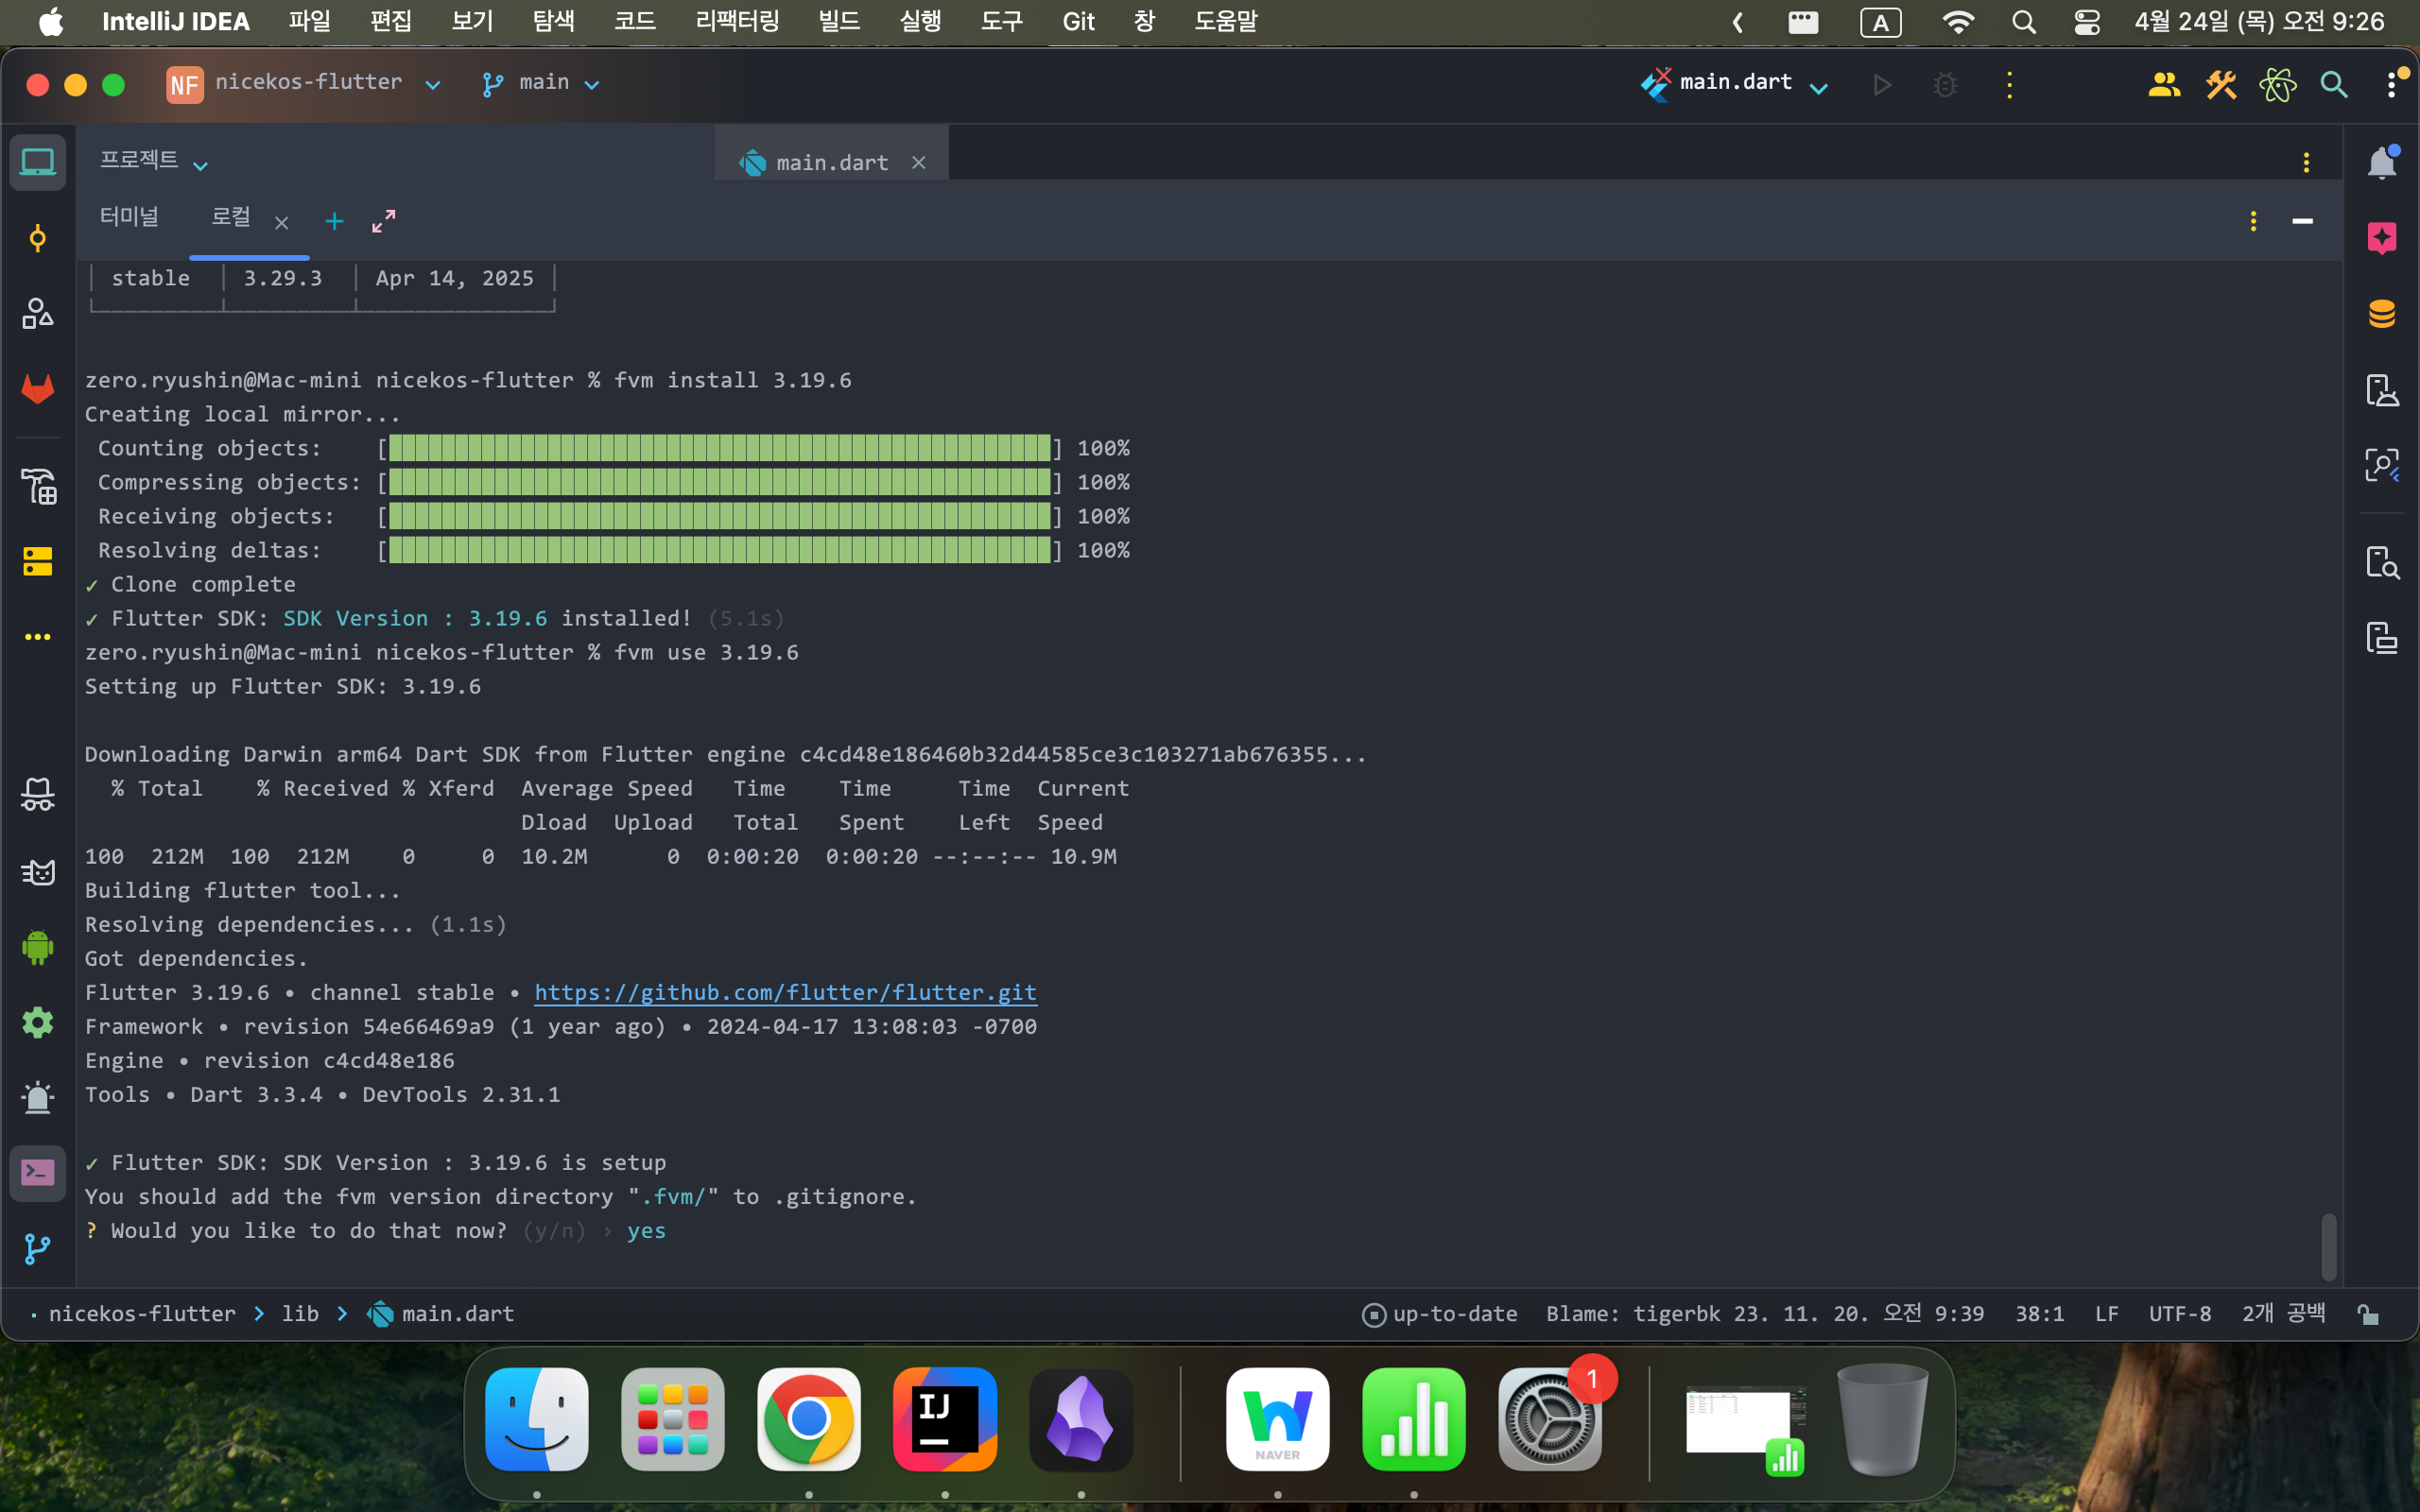 IntelliJ IDEA 파일 편집 보기 탐색 코드 리팩터링 빌드 실행 도구 Git 창 도움말 A 4월 24일 (목) 오전 9:26
NF nicekos-flutter main main.dart
프로젝트 main.dart
터미널 로컬
│ stable │ 3.29.3 │ Apr 14, 2025 │
zero.ryushin@Mac-mini nicekos-flutter % fvm install 3.19.6
Creating local mirror...
Counting objects: [ ] 100%
Compressing objects: [ ] 100%
Receiving objects: [ ] 100%
Resolving deltas: [ ] 100%
✓ Clone complete
✓ Flutter SDK: SDK Version : 3.19.6 installed! (5.1s)
zero.ryushin@Mac-mini nicekos-flutter % fvm use 3.19.6
Setting up Flutter SDK: 3.19.6
Downloading Darwin arm64 Dart SDK from Flutter engine c4cd48e186460b32d44585ce3c103271ab676355...
% Total % Received % Xferd Average Speed Time Time Time Current
Dload Upload Total Spent Left Speed
100 212M 100 212M 0 0 10.2M 0 0:00:20 0:00:20 --:--:-- 10.9M
Building flutter tool...
Resolving dependencies... (1.1s)
Got dependencies.
Flutter 3.19.6 • channel stable • https://github.com/flutter/flutter.git
Framework • revision 54e66469a9 (1 year ago) • 2024-04-17 13:08:03 -0700
Engine • revision c4cd48e186
Tools • Dart 3.3.4 • DevTools 2.31.1
✓ Flutter SDK: SDK Version : 3.19.6 is setup
You should add the fvm version directory ".fvm/" to .gitignore.
? Would you like to do that now? (y/n) › yes
nicekos-flutter > lib > main.dart up-to-date Blame: tigerbk 23. 11. 20. 오전 9:39 38:1 LF UTF-8 2개 공백
IJ
NAVER
1